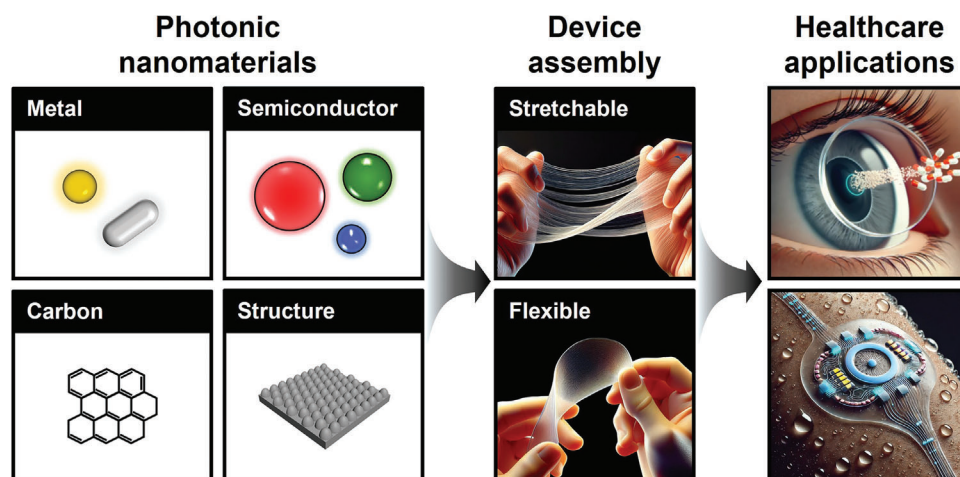 Photonic
nanomaterials
Device
assembly
Healthcare
applications
Metal
Semiconductor
Stretchable
Carbon
Structure
Flexible